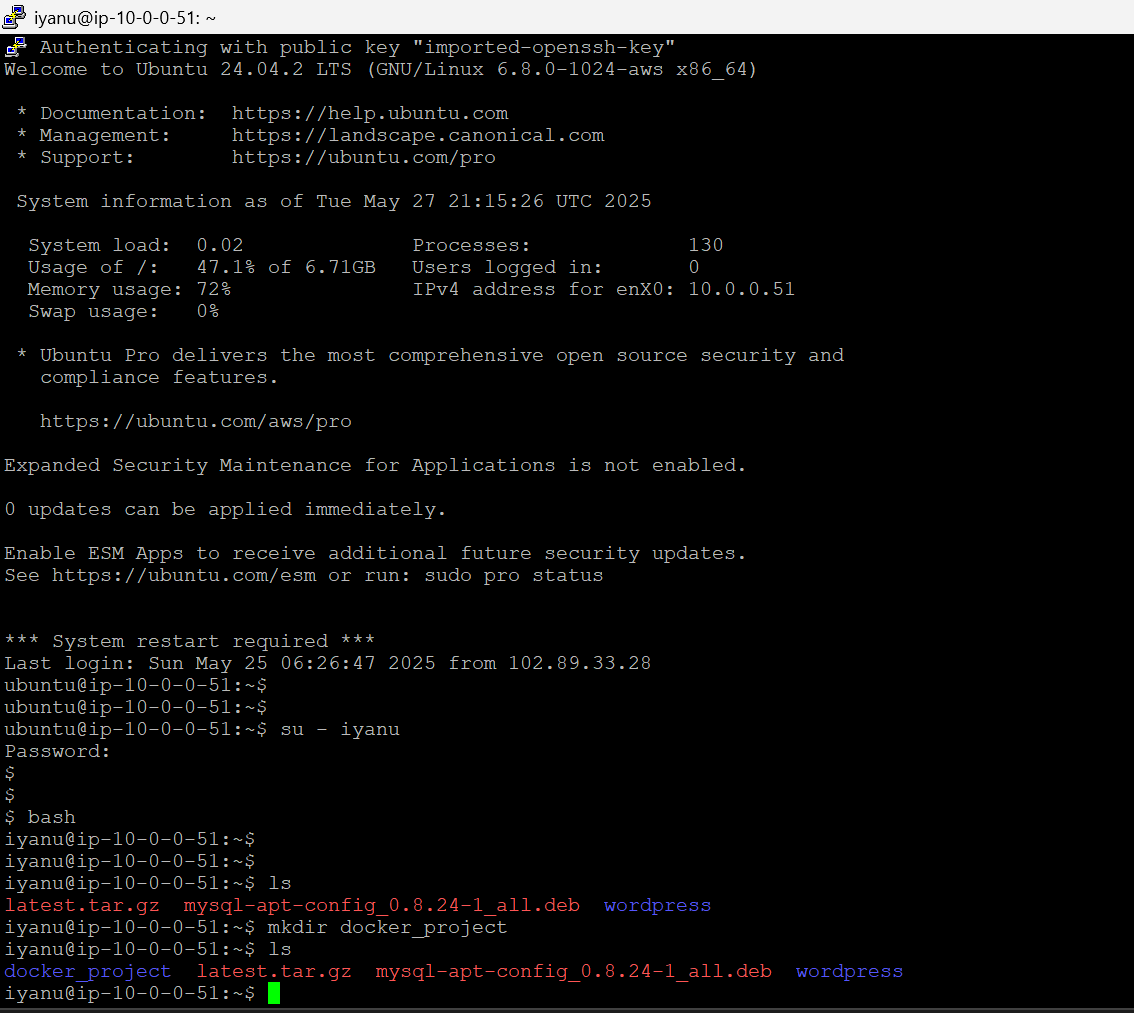 iyanu@ip-10-0-0-51: ~
Authenticating with public key "imported-openssh-key"
Welcome to Ubuntu 24.04.2 LTS (GNU/Linux 6.8.0-1024-aws x86_64)
* Documentation:  https://help.ubuntu.com
* Management:     https://landscape.canonical.com
* Support:        https://ubuntu.com/pro
System information as of Tue May 27 21:15:26 UTC 2025
System load:  0.02              Processes:             130
Usage of /:   47.1% of 6.71GB   Users logged in:       0
Memory usage: 72%               IPv4 address for enX0: 10.0.0.51
Swap usage:   0%
* Ubuntu Pro delivers the most comprehensive open source security and
compliance features.
https://ubuntu.com/aws/pro
Expanded Security Maintenance for Applications is not enabled.
0 updates can be applied immediately.
Enable ESM Apps to receive additional future security updates.
See https://ubuntu.com/esm or run: sudo pro status
*** System restart required ***
Last login: Sun May 25 06:26:47 2025 from 102.89.33.28
ubuntu@ip-10-0-0-51:~$
ubuntu@ip-10-0-0-51:~$
ubuntu@ip-10-0-0-51:~$ su - iyanu
Password:
$
$
$ bash
iyanu@ip-10-0-0-51:~$
iyanu@ip-10-0-0-51:~$
iyanu@ip-10-0-0-51:~$ ls
latest.tar.gz  mysql-apt-config_0.8.24-1_all.deb  wordpress
iyanu@ip-10-0-0-51:~$ mkdir docker_project
iyanu@ip-10-0-0-51:~$ ls
docker_project  latest.tar.gz  mysql-apt-config_0.8.24-1_all.deb  wordpress
iyanu@ip-10-0-0-51:~$